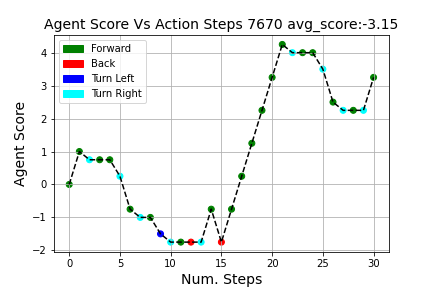 Agent Score Vs Action Steps 7670 avg_score:-3.15
Forward
Back
Turn Left
Turn Right
Agent Score
4
3
2
1
0
−1
−2
0 5 10 15 20 25 30
Num. Steps